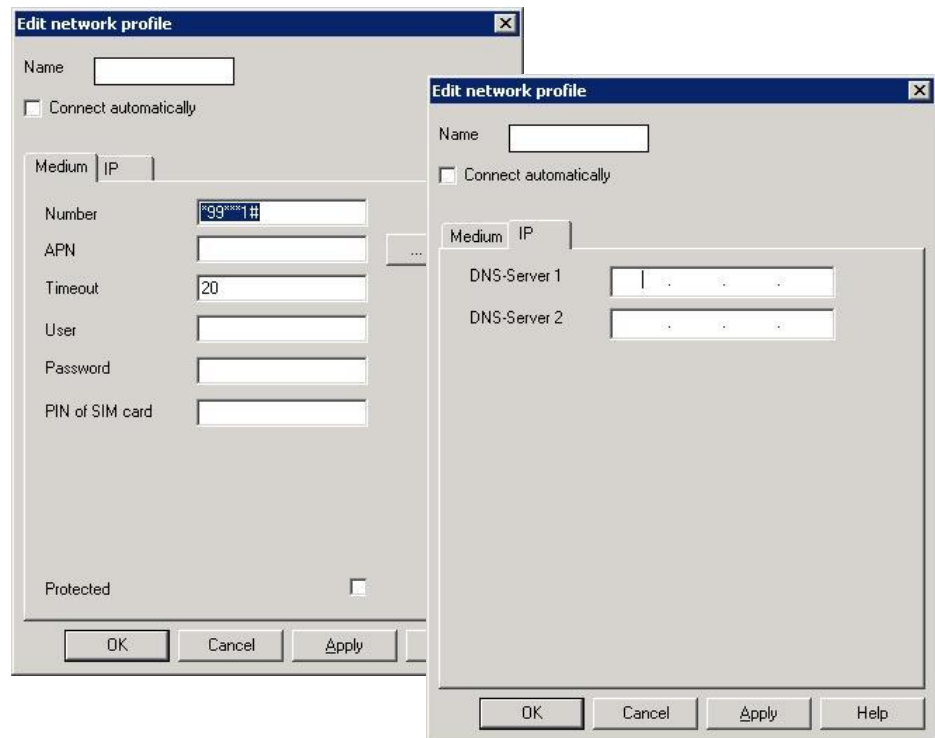 Edit network profile
Name
Connect automatically
Medium IP
Number *99***1#
APN ...
Timeout 20
User
Password
PIN of SIM card
Protected
OK Cancel Apply
Edit network profile
Name
Connect automatically
Medium IP
DNS-Server 1 . . .
DNS-Server 2 . . .
OK Cancel Apply Help